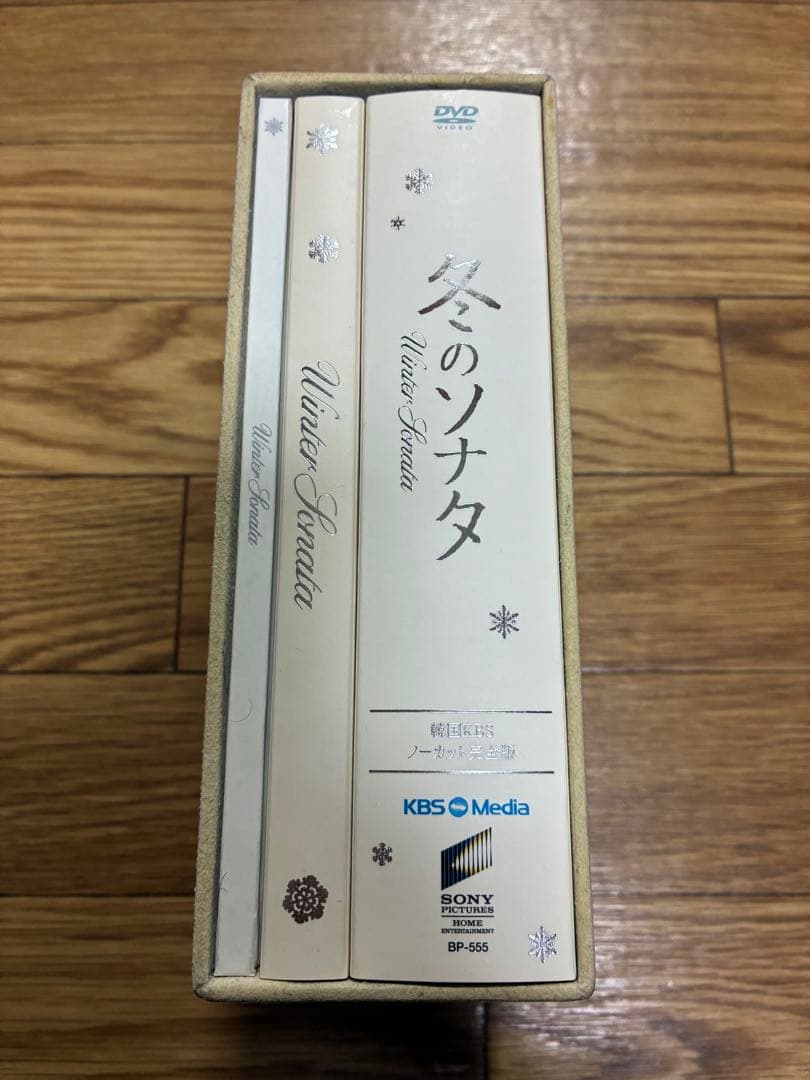 Winter Sonata
Winter Sonata
DVD
VIDEO
冬のソナタ
Winter Sonata
韓国KBS
ノーカット完全版
KBS Media
SONY
PICTURES
HOME
ENTERTAINMENT
BP-555